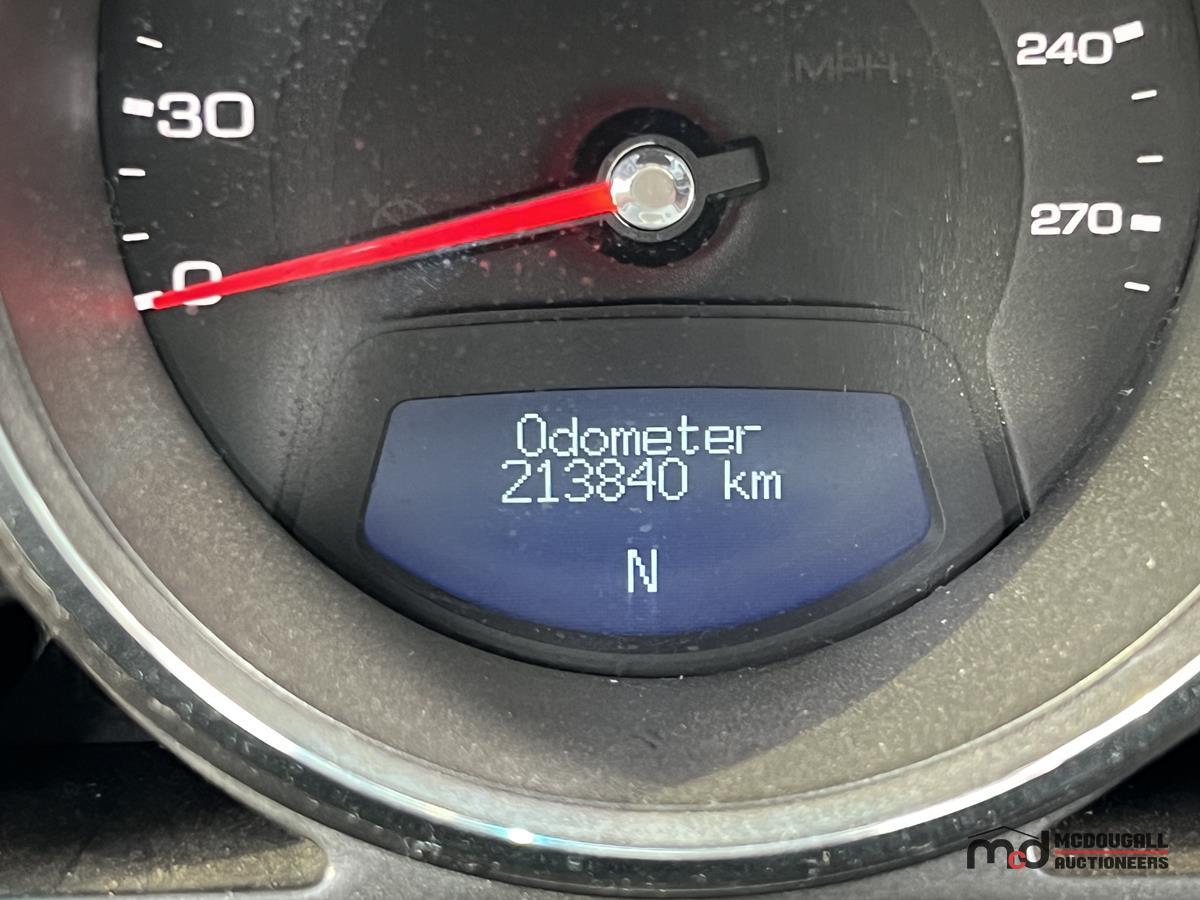 240
MPH
30
270
0
Odometer
213840 km
N
mcd MCDOUGALL
AUCTIONEERS